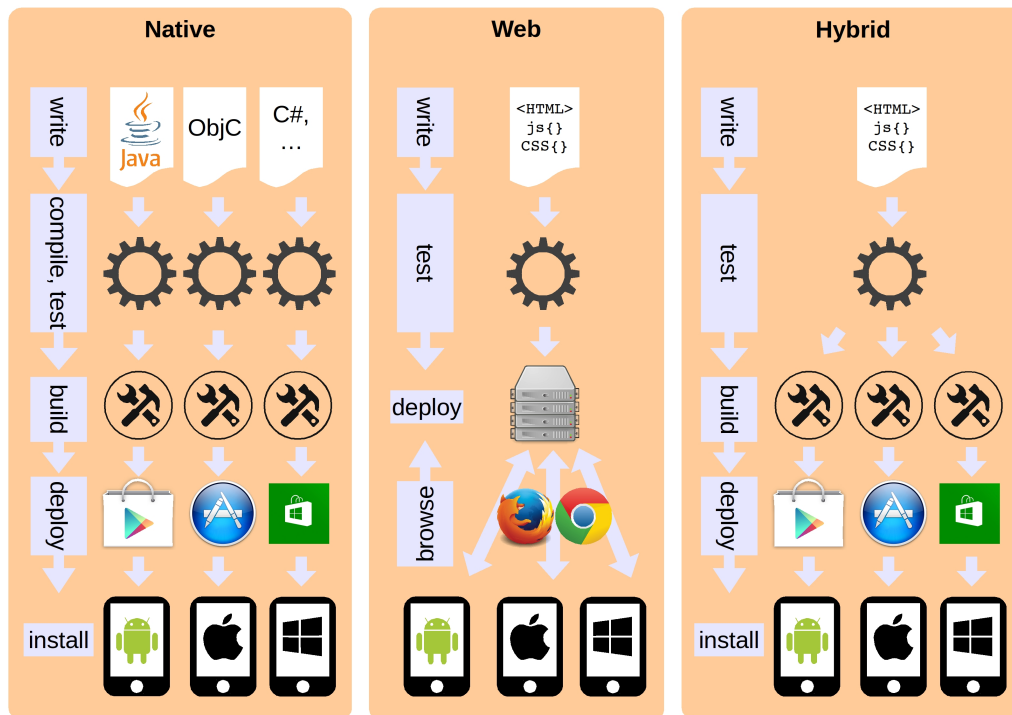 Native
write
Java
ObjC
C#,
...
compile, test
build
deploy
install
Web
write
<HTML>
js{}
CSS{}
test
deploy
browse
Hybrid
write
<HTML>
js{}
CSS{}
test
build
deploy
install